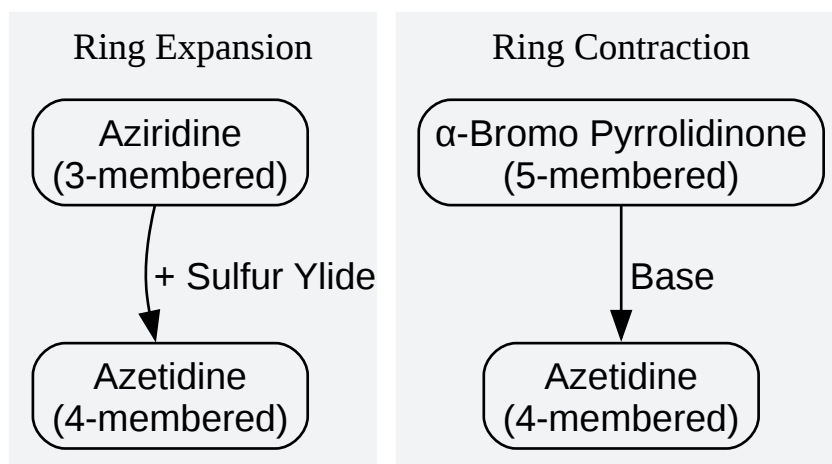 Ring Expansion
Aziridine
(3-membered)
+ Sulfur Ylide
Azetidine
(4-membered)
Ring Contraction
α-Bromo Pyrrolidinone
(5-membered)
Base
Azetidine
(4-membered)